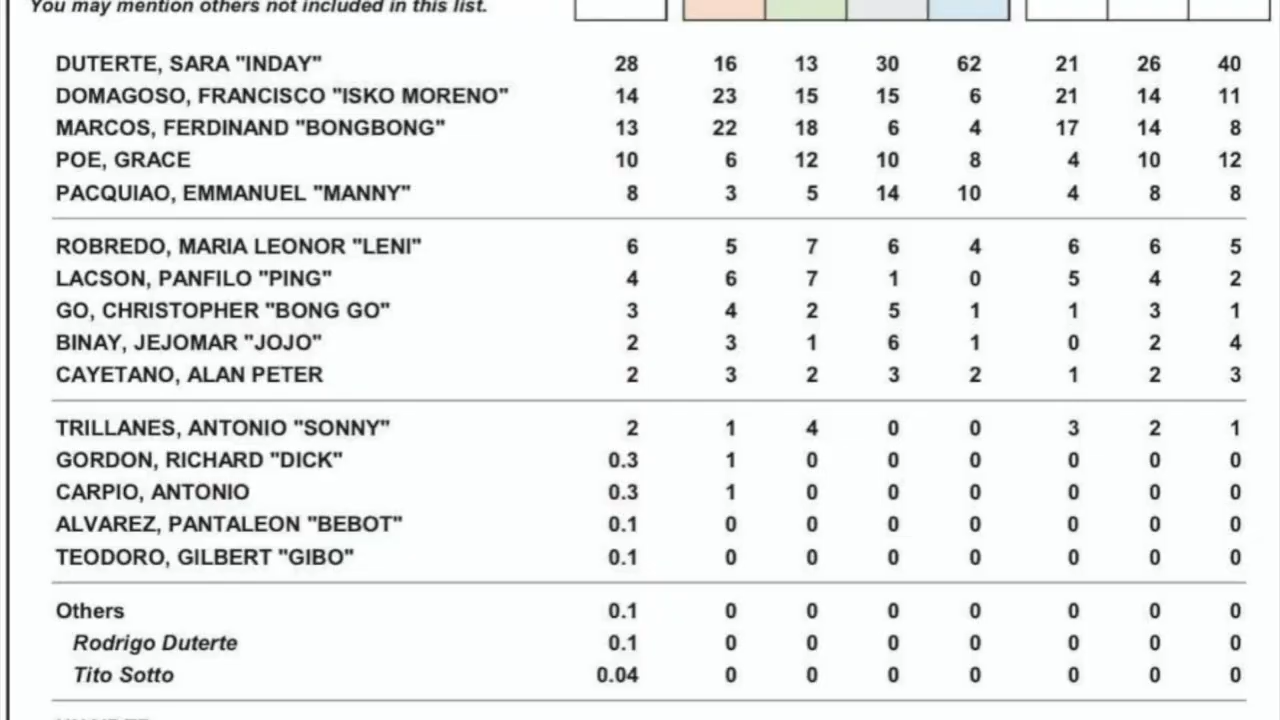 You may mention others not included in this list.
DUTERTE, SARA "INDAY" 28 16 13 30 62 21 26 40
DOMAGOSO, FRANCISCO "ISKO MORENO" 14 23 15 15 6 21 14 11
MARCOS, FERDINAND "BONGBONG" 13 22 18 6 4 17 14 8
POE, GRACE 10 6 12 10 8 4 10 12
PACQUIAO, EMMANUEL "MANNY" 8 3 5 14 10 4 8 8
ROBREDO, MARIA LEONOR "LENI" 6 5 7 6 4 6 6 5
LACSON, PANFILO "PING" 4 6 7 1 0 5 4 2
GO, CHRISTOPHER "BONG GO" 3 4 2 5 1 1 3 1
BINAY, JEJOMAR "JOJO" 2 3 1 6 1 0 2 4
CAYETANO, ALAN PETER 2 3 2 3 2 1 2 3
TRILLANES, ANTONIO "SONNY" 2 1 4 0 0 3 2 1
GORDON, RICHARD "DICK" 0.3 1 0 0 0 0 0 0
CARPIO, ANTONIO 0.3 1 0 0 0 0 0 0
ALVAREZ, PANTALEON "BEBOT" 0.1 0 0 0 0 0 0 0
TEODORO, GILBERT "GIBO" 0.1 0 0 0 0 0 0 0
Others 0.1 0 0 0 0 0 0 0
Rodrigo Duterte 0.1 0 0 0 0 0 0 0
Tito Sotto 0.04 0 0 0 0 0 0 0